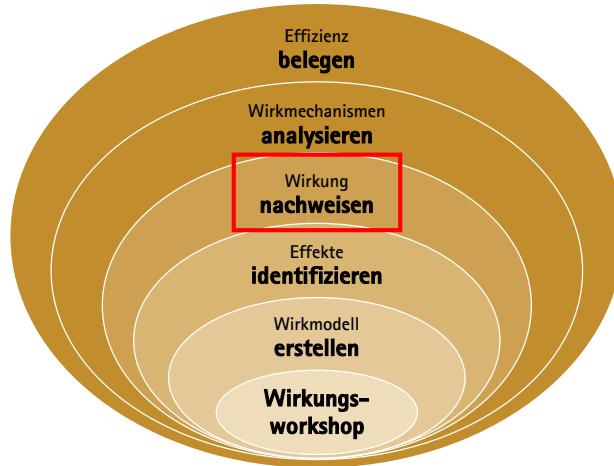 Effizienz
belegen
Wirkmechanismen
analysieren
Wirkung
nachweisen
Effekte
identifizieren
Wirkmodell
erstellen
Wirkungs-
workshop